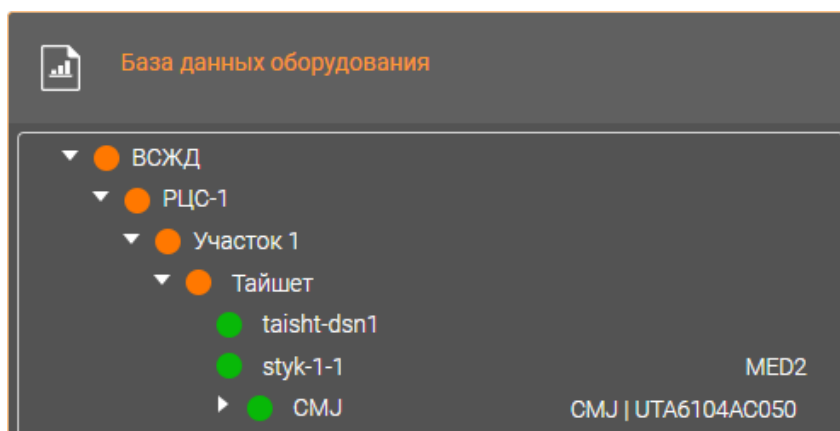 База данных оборудования
ВСЖД
РЦС-1
Участок 1
Тайшет
taisht-dsn1
styk-1-1 MED2
CMJ CMJ | UTA6104AC050